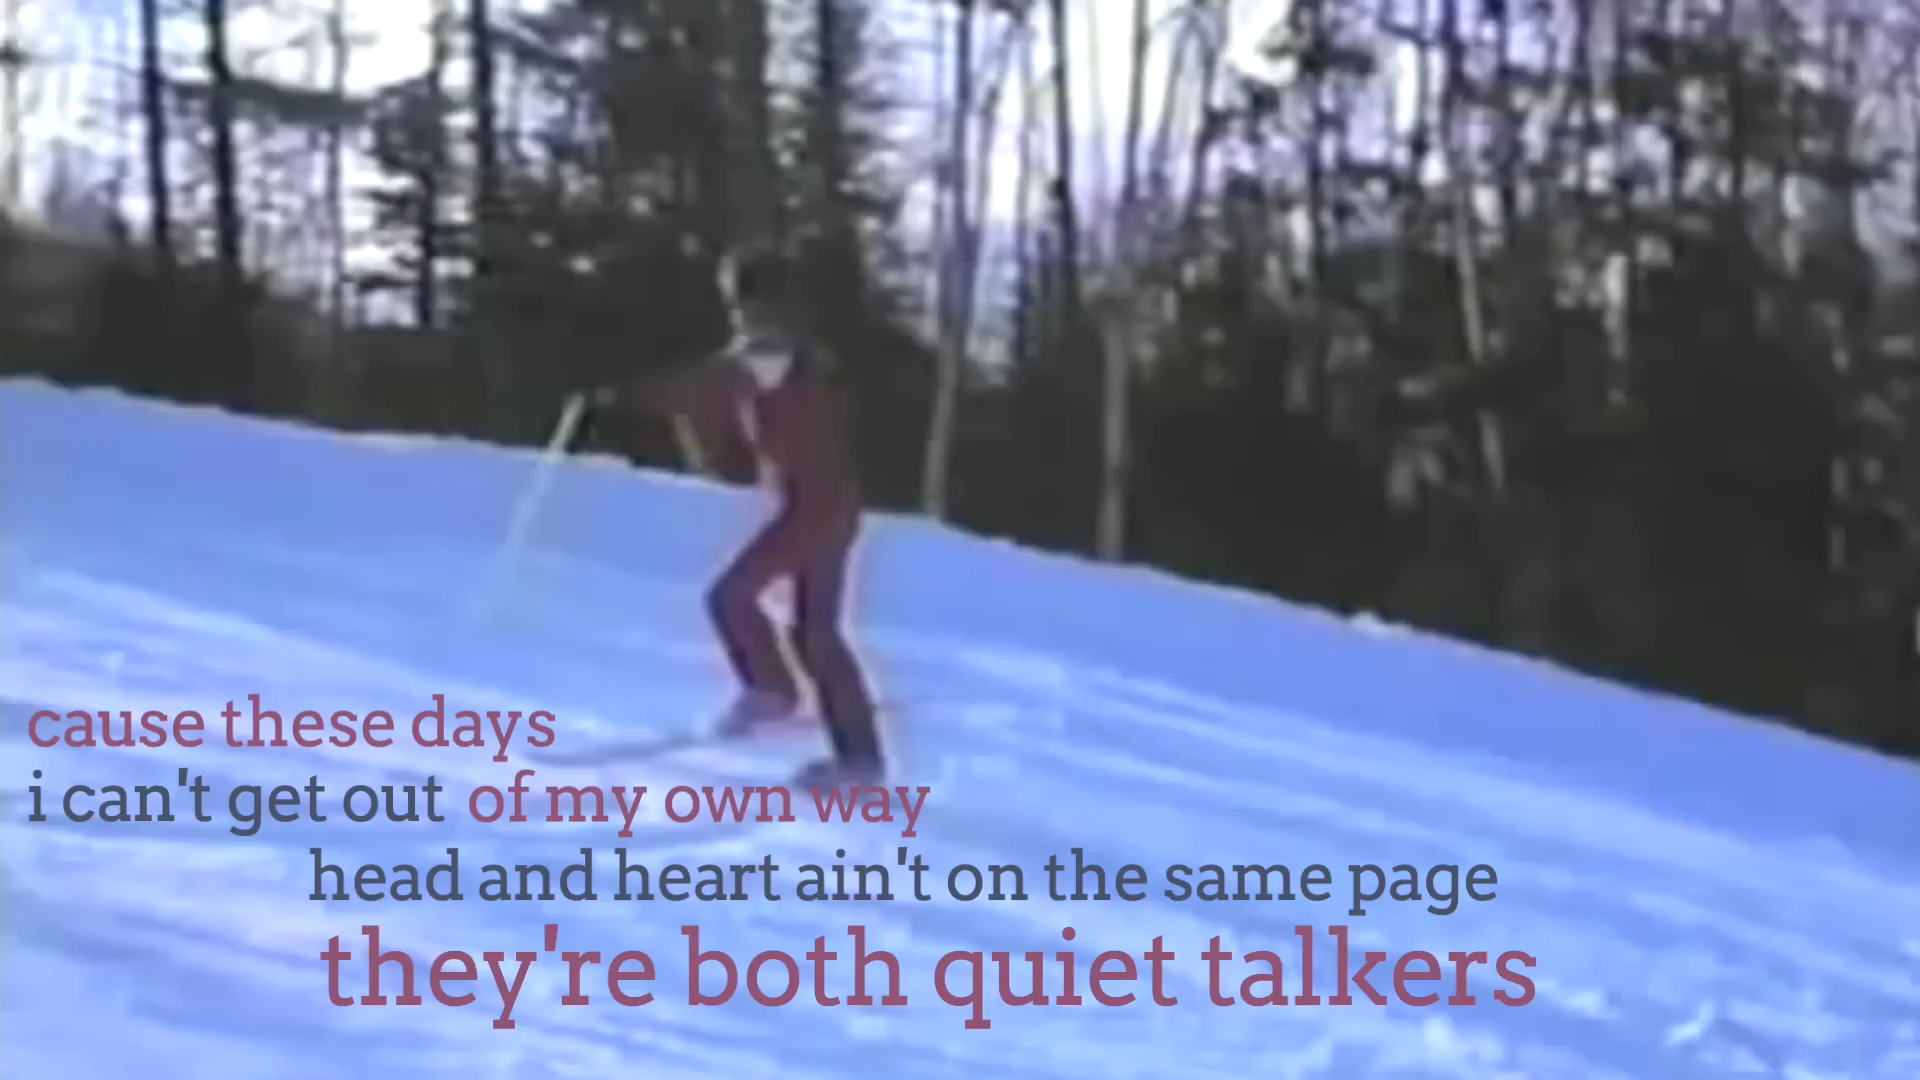 cause these days
i can't get out of my own way
head and heart ain't on the same page
they're both quiet talkers